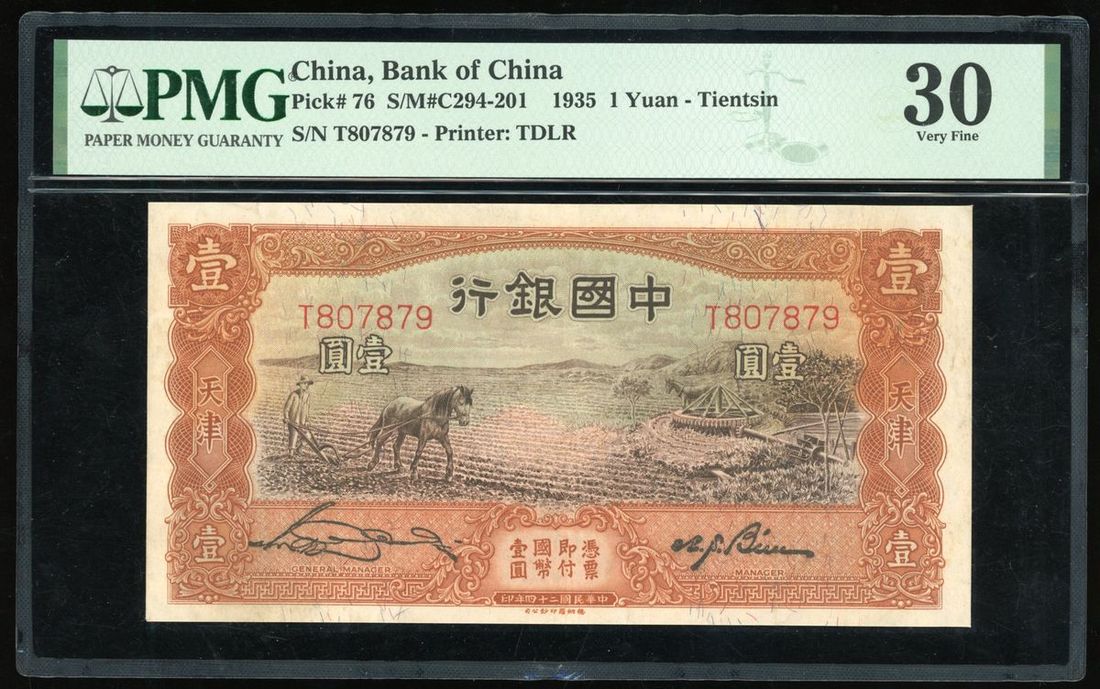 PMG
PAPER MONEY GUARANTY
China, Bank of China
Pick# 76 S/M#C294-201 1935 1 Yuan - Tientsin
S/N T807879 - Printer: TDLR
30
Very Fine
壹
壹
中國銀行
T807879
T807879
壹圓
壹圓
天津
天津
憑票
即付
國幣
壹圓
壹
壹
GENERAL MANAGER
MANAGER
中華民國二十四年印